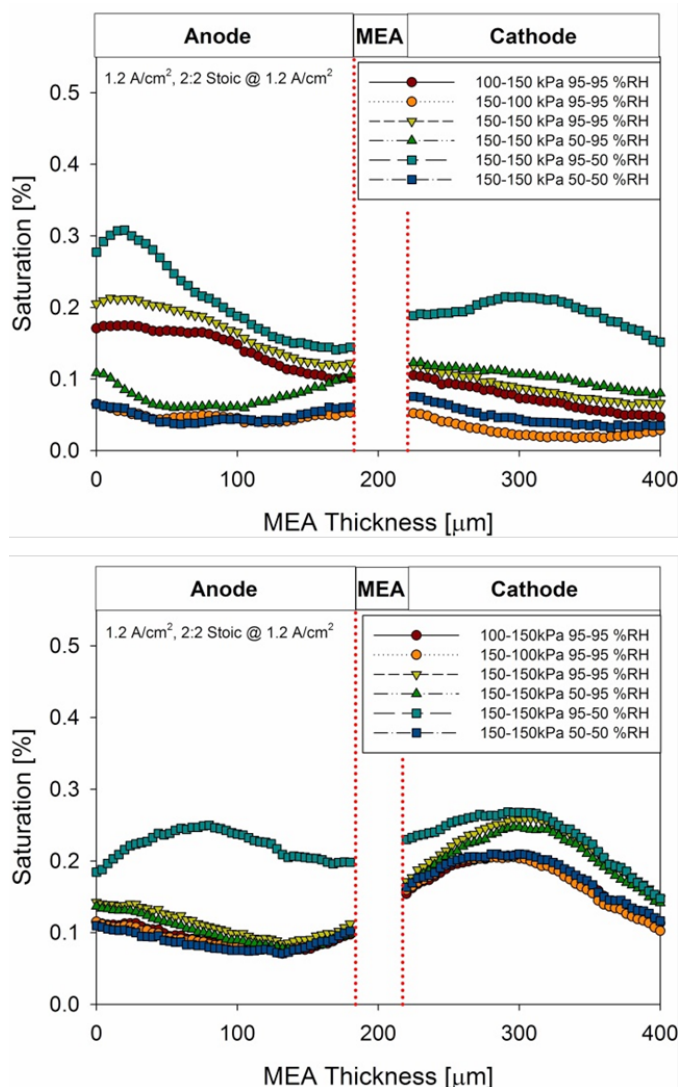 Anode MEA Cathode
1.2 A/cm², 2:2 Stoic @ 1.2 A/cm²
100-150 kPa 95-95 %RH
150-100 kPa 95-95 %RH
150-150 kPa 95-95 %RH
150-150 kPa 50-95 %RH
150-150 kPa 95-50 %RH
150-150 kPa 50-50 %RH
Saturation [%]
0.5
0.4
0.3
0.2
0.1
0.0
0 100 200 300 400
MEA Thickness [μm]
Anode MEA Cathode
1.2 A/cm², 2:2 Stoic @ 1.2 A/cm²
100-150kPa 95-95 %RH
150-100kPa 95-95 %RH
150-150kPa 95-95 %RH
150-150kPa 50-95 %RH
150-150kPa 95-50 %RH
150-150kPa 50-50 %RH
Saturation [%]
0.5
0.4
0.3
0.2
0.1
0.0
0 100 200 300 400
MEA Thickness [μm]